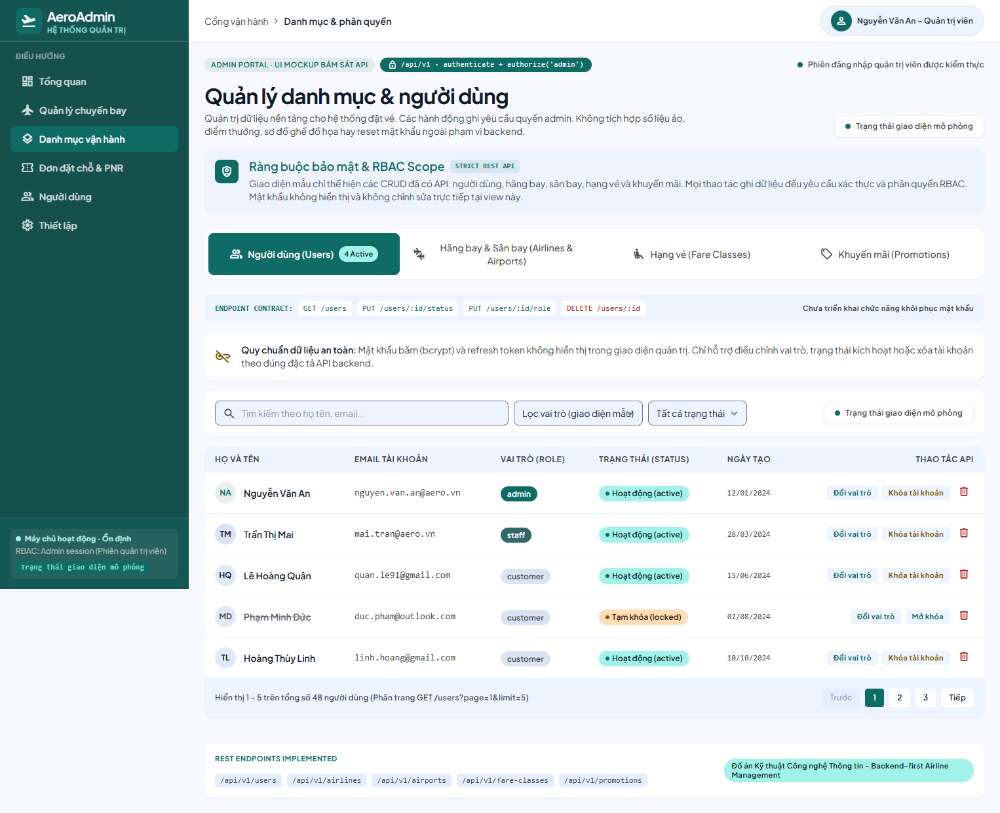 AeroAdmin
HỆ THỐNG QUẢN TRỊ
ĐIỀU HƯỚNG
Tổng quan
Quản lý chuyến bay
Danh mục vận hành
Đơn đặt chỗ & PNR
Người dùng
Thiết lập
Máy chủ hoạt động · Ổn định
RBAC: Admin session (Phiên quản trị viên)
Trạng thái giao diện mô phỏng
Cổng vận hành › Danh mục & phân quyền
Nguyễn Văn An – Quản trị viên
ADMIN PORTAL · UI MOCKUP BÁM SÁT API
/api/v1 · authenticate + authorize('admin')
Phiên đăng nhập quản trị viên được kiểm thực
Quản lý danh mục & người dùng
Quản trị dữ liệu nền tảng cho hệ thống đặt vé. Các hành động ghi yêu cầu quyền admin. Không tích hợp số liệu ảo,
điểm thưởng, sơ đồ ghế đồ họa hay reset mật khẩu ngoài phạm vi backend.
Trạng thái giao diện mô phỏng
Ràng buộc bảo mật & RBAC Scope
STRICT REST API
Giao diện mẫu chỉ thể hiện các CRUD đã có API: người dùng, hãng bay, sân bay, hạng vé và khuyến mãi. Mọi thao tác ghi dữ liệu đều yêu cầu xác thực và phân quyền RBAC.
Mật khẩu không hiển thị và không chỉnh sửa trực tiếp tại view này.
Người dùng (Users) 4 Active
Hãng bay & Sân bay (Airlines &
Airports)
Hạng vé (Fare Classes)
Khuyến mãi (Promotions)
ENDPOINT CONTRACT: GET /users PUT /users/:id/status PUT /users/:id/role DELETE /users/:id
Chưa triển khai chức năng khôi phục mật khẩu
Quy chuẩn dữ liệu an toàn: Mật khẩu băm (bcrypt) và refresh token không hiển thị trong giao diện quản trị. Chỉ hỗ trợ điều chỉnh vai trò, trạng thái kích hoạt hoặc xóa tài khoản
theo đúng đặc tả API backend.
Tìm kiếm theo họ tên, email...
Lọc vai trò (giao diện mẫu)
Tất cả trạng thái
Trạng thái giao diện mô phỏng
HỌ VÀ TÊN EMAIL TÀI KHOẢN VAI TRÒ (ROLE) TRẠNG THÁI (STATUS) NGÀY TẠO THAO TÁC API
NA Nguyễn Văn An nguyen.van.an@aero.vn admin Hoạt động (active) 12/01/2024 Đổi vai trò Khóa tài khoản
TM Trần Thị Mai mai.tran@aero.vn staff Hoạt động (active) 28/03/2024 Đổi vai trò Khóa tài khoản
HQ Lê Hoàng Quân quan.le91@gmail.com customer Hoạt động (active) 15/06/2024 Đổi vai trò Khóa tài khoản
MD Phạm Minh Đức duc.pham@outlook.com customer Tạm khóa (locked) 02/08/2024 Đổi vai trò Mở khóa
TL Hoàng Thùy Linh linh.hoang@gmail.com customer Hoạt động (active) 10/10/2024 Đổi vai trò Khóa tài khoản
Hiển thị 1 - 5 trên tổng số 48 người dùng (Phân trang GET /users?page=1&limit=5)
Trước 1 2 3 Tiếp
REST ENDPOINTS IMPLEMENTED
/api/v1/users /api/v1/airlines /api/v1/airports /api/v1/fare-classes /api/v1/promotions
Đồ án Kỹ thuật Công nghệ Thông tin - Backend-first Airline
Management